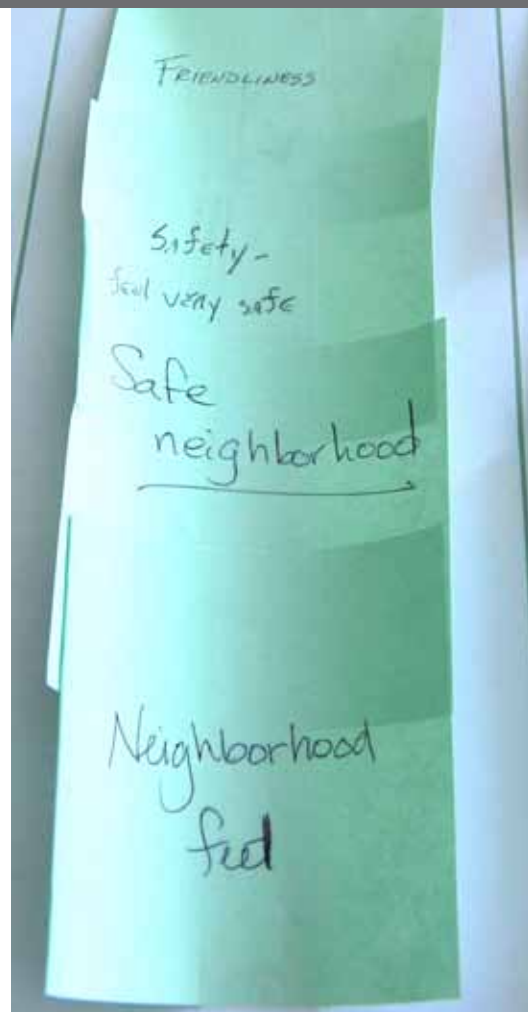 FRIENDLINESS
Safety-
feel very safe
Safe
neighborhood
Neighborhood
feel